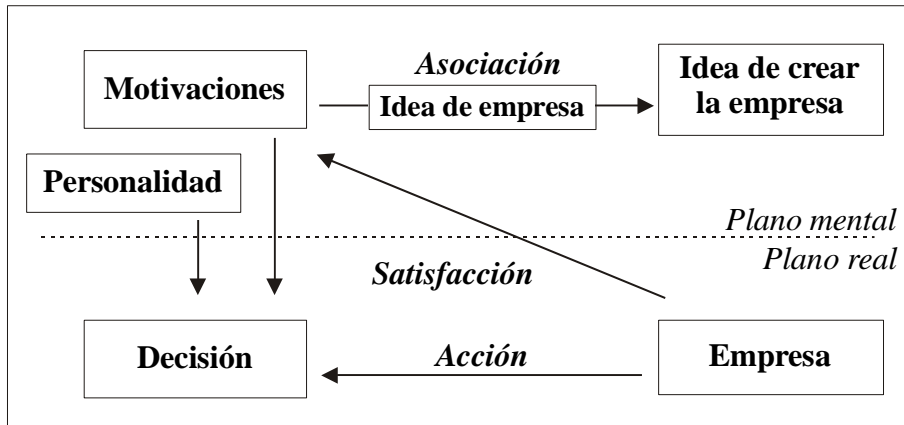 Motivaciones
Asociación
Idea de empresa
Idea de crear
la empresa
Personalidad
Plano mental
Plano real
Satisfacción
Decisión
Acción
Empresa